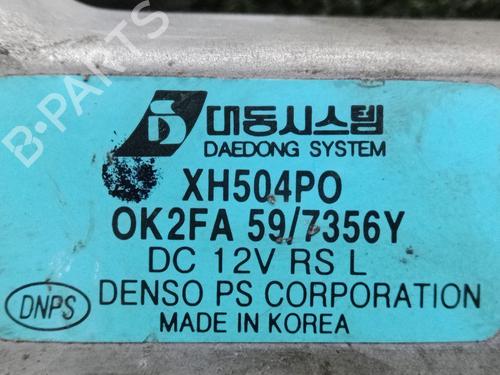 대동시스템
DAEDONG SYSTEM
XH504PO
OK2FA 59/7356Y
DC 12V RS L
DNPS
DENSO PS CORPORATION
MADE IN KOREA
B-PARTS